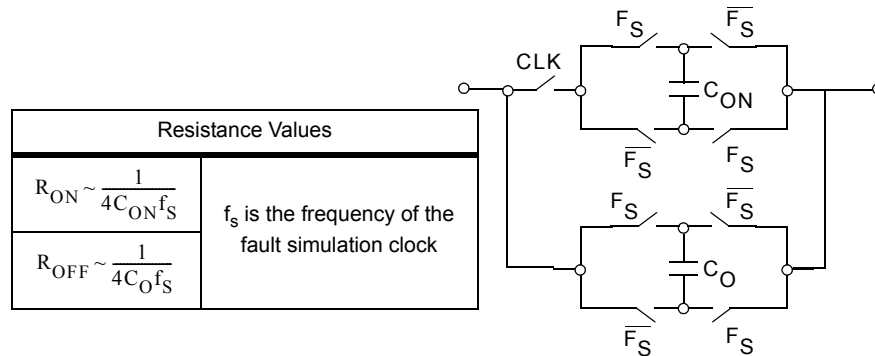 Resistance Values
R_ON ~ 1/(4C_ON f_S)
R_OFF ~ 1/(4C_O f_S)
f_s is the frequency of the
fault simulation clock
CLK
F_S
F̅_S̅
C_ON
F̅_S̅
F_S
F_S
F̅_S̅
C_O
F̅_S̅
F_S